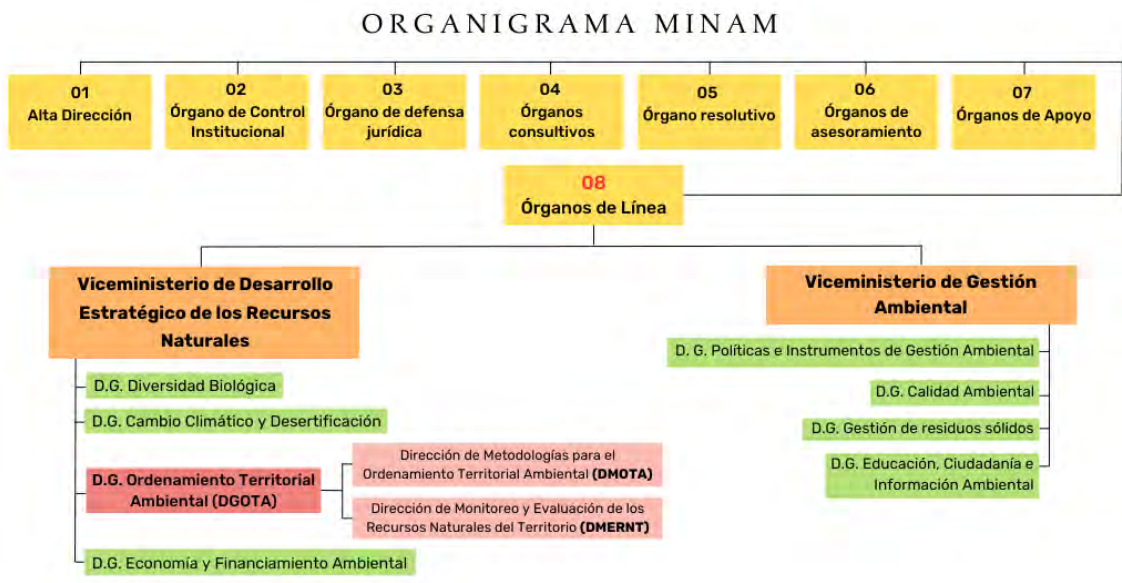 ORGANIGRAMA MINAM
01
Alta Dirección
02
Órgano de Control
Institucional
03
Órgano de defensa
jurídica
04
Órganos
consultivos
05
Órgano resolutivo
06
Órganos de
asesoramiento
07
Órganos de Apoyo
08
Órganos de Línea
Viceministerio de Desarrollo
Estratégico de los Recursos
Naturales
D.G. Diversidad Biológica
D.G. Cambio Climático y Desertificación
D.G. Ordenamiento Territorial
Ambiental (DGOTA)
Dirección de Metodologías para el
Ordenamiento Territorial Ambiental (DMOTA)
Dirección de Monitoreo y Evaluación de los
Recursos Naturales del Territorio (DMERNT)
D.G. Economía y Financiamiento Ambiental
Viceministerio de Gestión
Ambiental
D. G. Políticas e Instrumentos de Gestión Ambiental
D.G. Calidad Ambiental
D.G. Gestión de residuos sólidos
D.G. Educación, Ciudadanía e
Información Ambiental